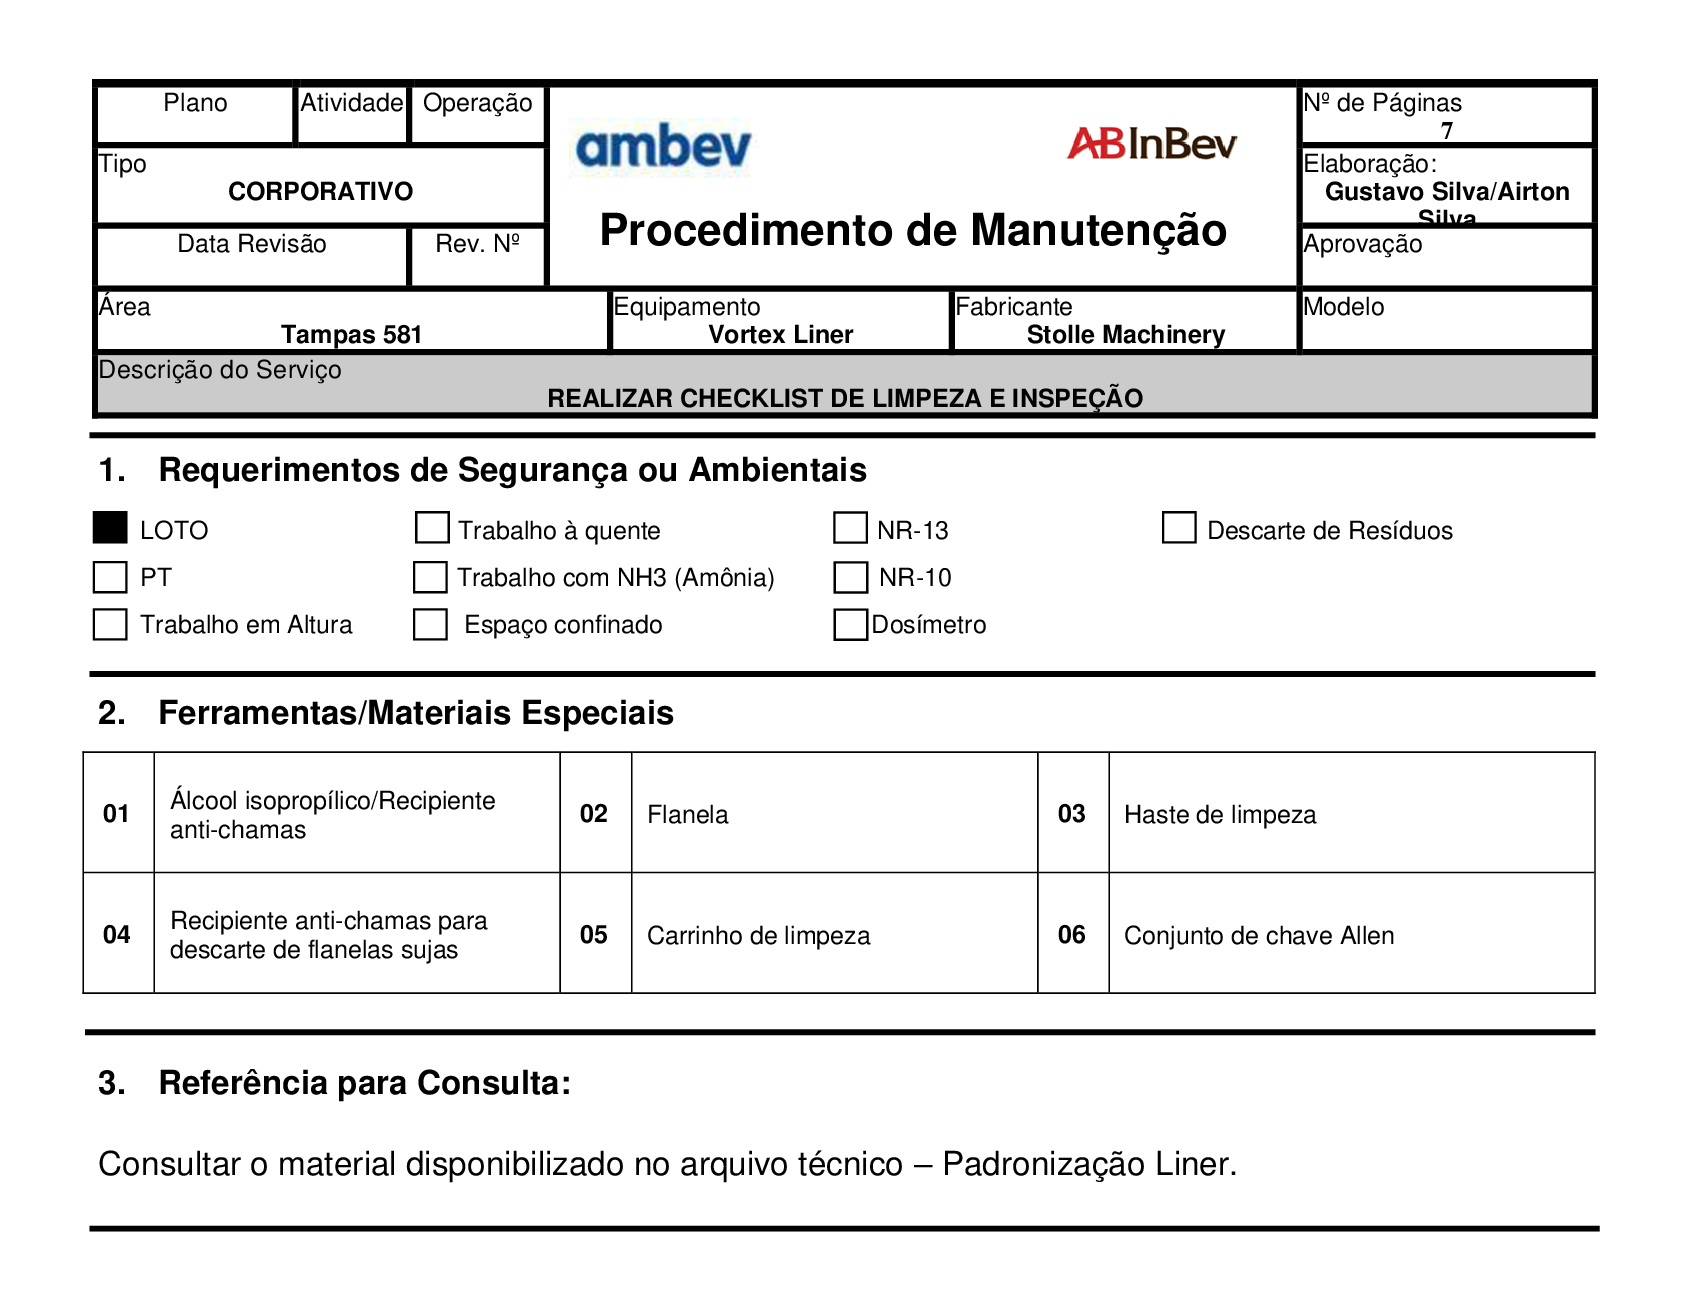 Plano
Atividade
Operação
ambev
ABInBev
Nº de Páginas
7
Tipo
CORPORATIVO
Elaboração:
Gustavo Silva/Airton
Silva
Procedimento de Manutenção
Data Revisão
Rev. Nº
Aprovação
Área
Tampas 581
Equipamento
Vortex Liner
Fabricante
Stolle Machinery
Modelo
Descrição do Serviço
REALIZAR CHECKLIST DE LIMPEZA E INSPEÇÃO
1. Requerimentos de Segurança ou Ambientais
LOTO
Trabalho à quente
NR-13
Descarte de Resíduos
PT
Trabalho com NH3 (Amônia)
NR-10
Trabalho em Altura
Espaço confinado
Dosímetro
2. Ferramentas/Materiais Especiais
01
Álcool isopropílico/Recipiente
anti-chamas
02
Flanela
03
Haste de limpeza
04
Recipiente anti-chamas para
descarte de flanelas sujas
05
Carrinho de limpeza
06
Conjunto de chave Allen
3. Referência para Consulta:
Consultar o material disponibilizado no arquivo técnico – Padronização Liner.